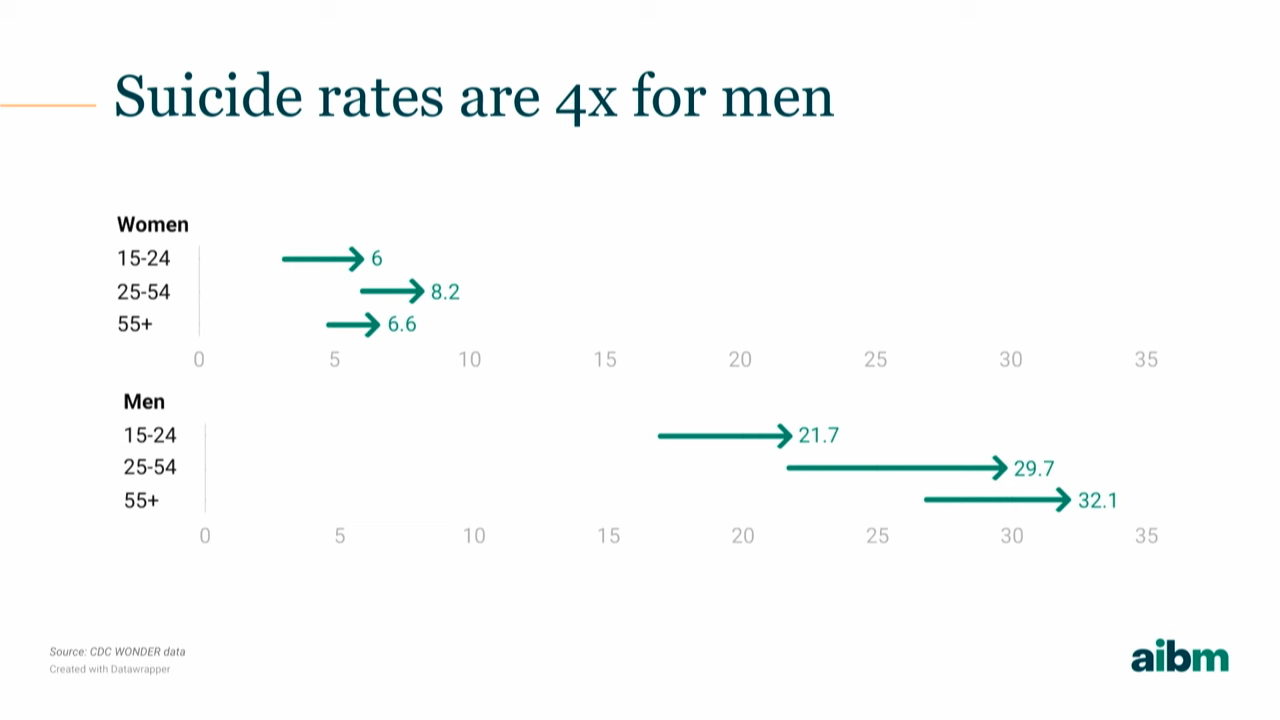 Suicide rates are 4x for men
Women
15-24 6
25-54 8.2
55+ 6.6
0 5 10 15 20 25 30 35
Men
15-24 21.7
25-54 29.7
55+ 32.1
0 5 10 15 20 25 30 35
Source: CDC WONDER data
Created with Datawrapper
aibm